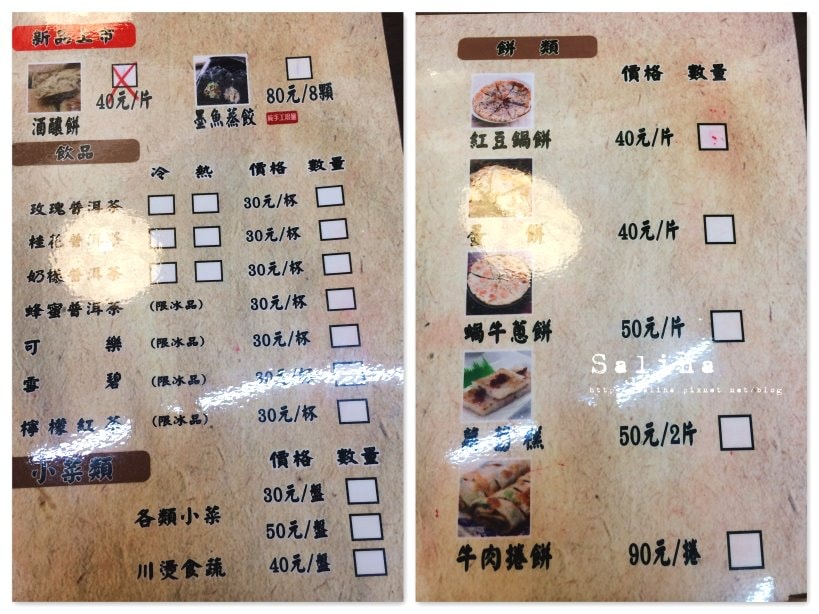 新品上市
40元/片
80元/8顆
酒釀餅
墨魚蒸餃
純手工限量
飲品
冷 熱 價格 數量
玫瑰普洱茶 30元/杯
桂花普洱茶 30元/杯
奶樣普洱茶 30元/杯
蜂蜜普洱茶 (限冰品) 30元/杯
可樂 (限冰品) 30元/杯
雪碧 (限冰品) 30元/杯
檸檬紅茶 (限冰品) 30元/杯
小菜類
價格 數量
各類小菜 30元/盤
50元/盤
川燙食蔬 40元/盤
餅類
價格 數量
紅豆鍋餅 40元/片
餅 40元/片
蝸牛蔥餅 50元/片
糕 50元/2片
牛肉捲餅 90元/捲
Saliha